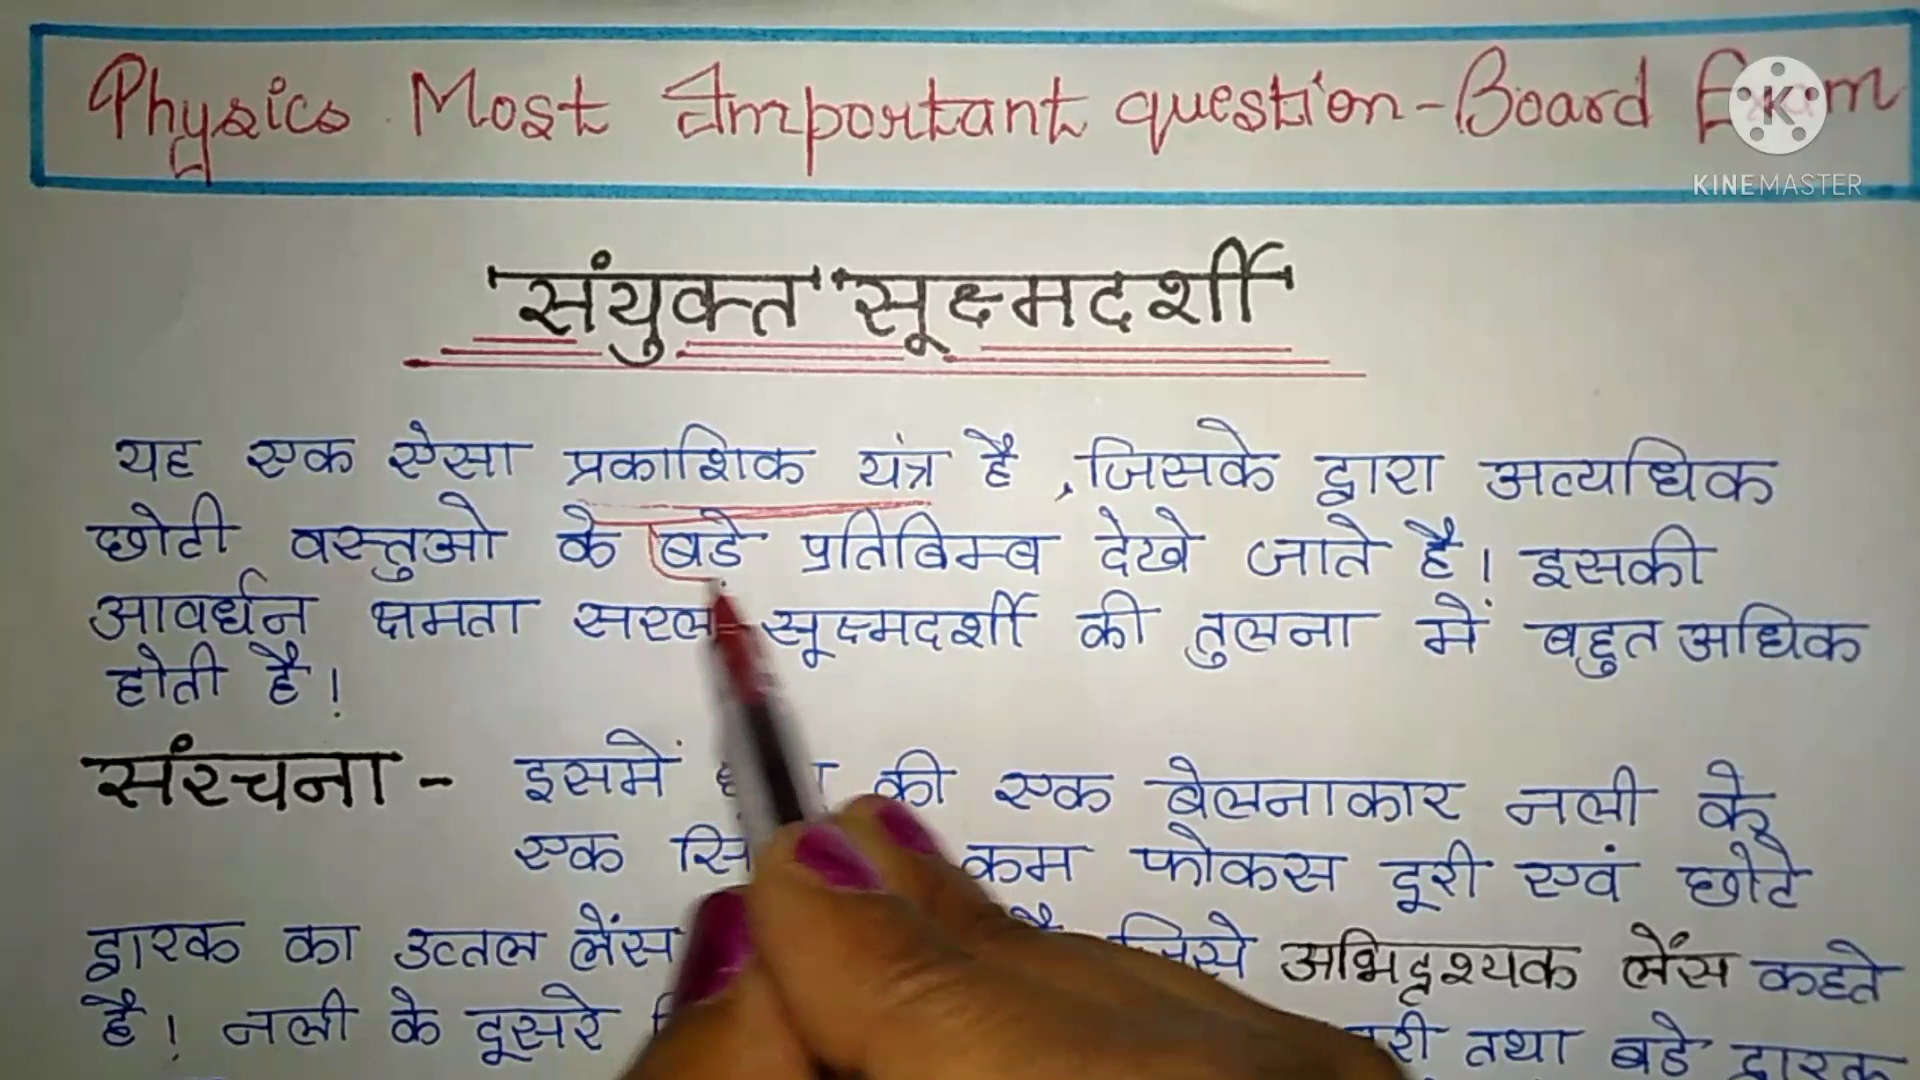 Physics Most Important question - Board Exam
KINEMASTER
संयुक्त सूक्ष्मदर्शी
यह एक ऐसा प्रकाशिक यंत्र है, जिसके द्वारा अत्यधिक
छोटी वस्तुओ के बडे प्रतिबिम्ब देखे जाते है। इसकी
आवर्धन क्षमता सरल सूक्ष्मदर्शी की तुलना में बहुत अधिक
होती है।
संरचना - इसमें की एक बेलनाकार नली के
एक कम फोकस दूरी एवं छोटे
द्वारक का उत्तल लेंस जिसे अभिदृश्यक लेंस कहते
है। नली के दूसरे तथा बडे द्वारक